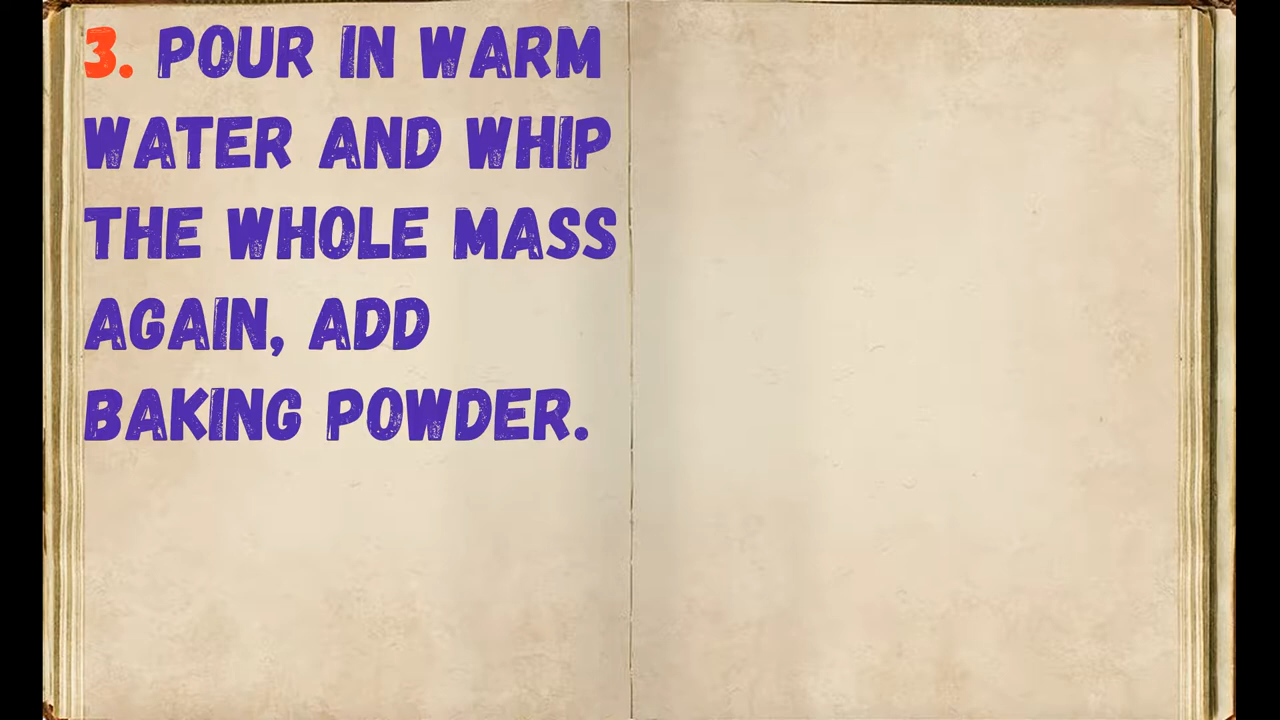 3. POUR IN WARM
WATER AND WHIP
THE WHOLE MASS
AGAIN, ADD
BAKING POWDER.